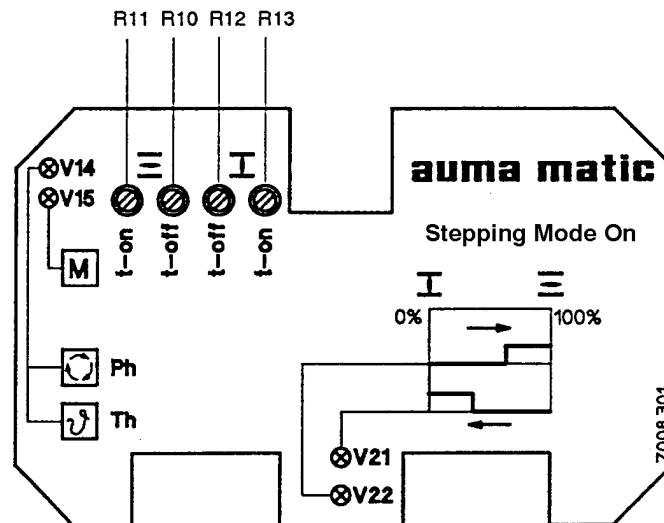 R11 R10 R12 R13
V14
V15
t-on t-off t-off t-on
M
Ph
ϑ Th
auma matic
Stepping Mode On
0% 100%
V21
V22
Z008.301